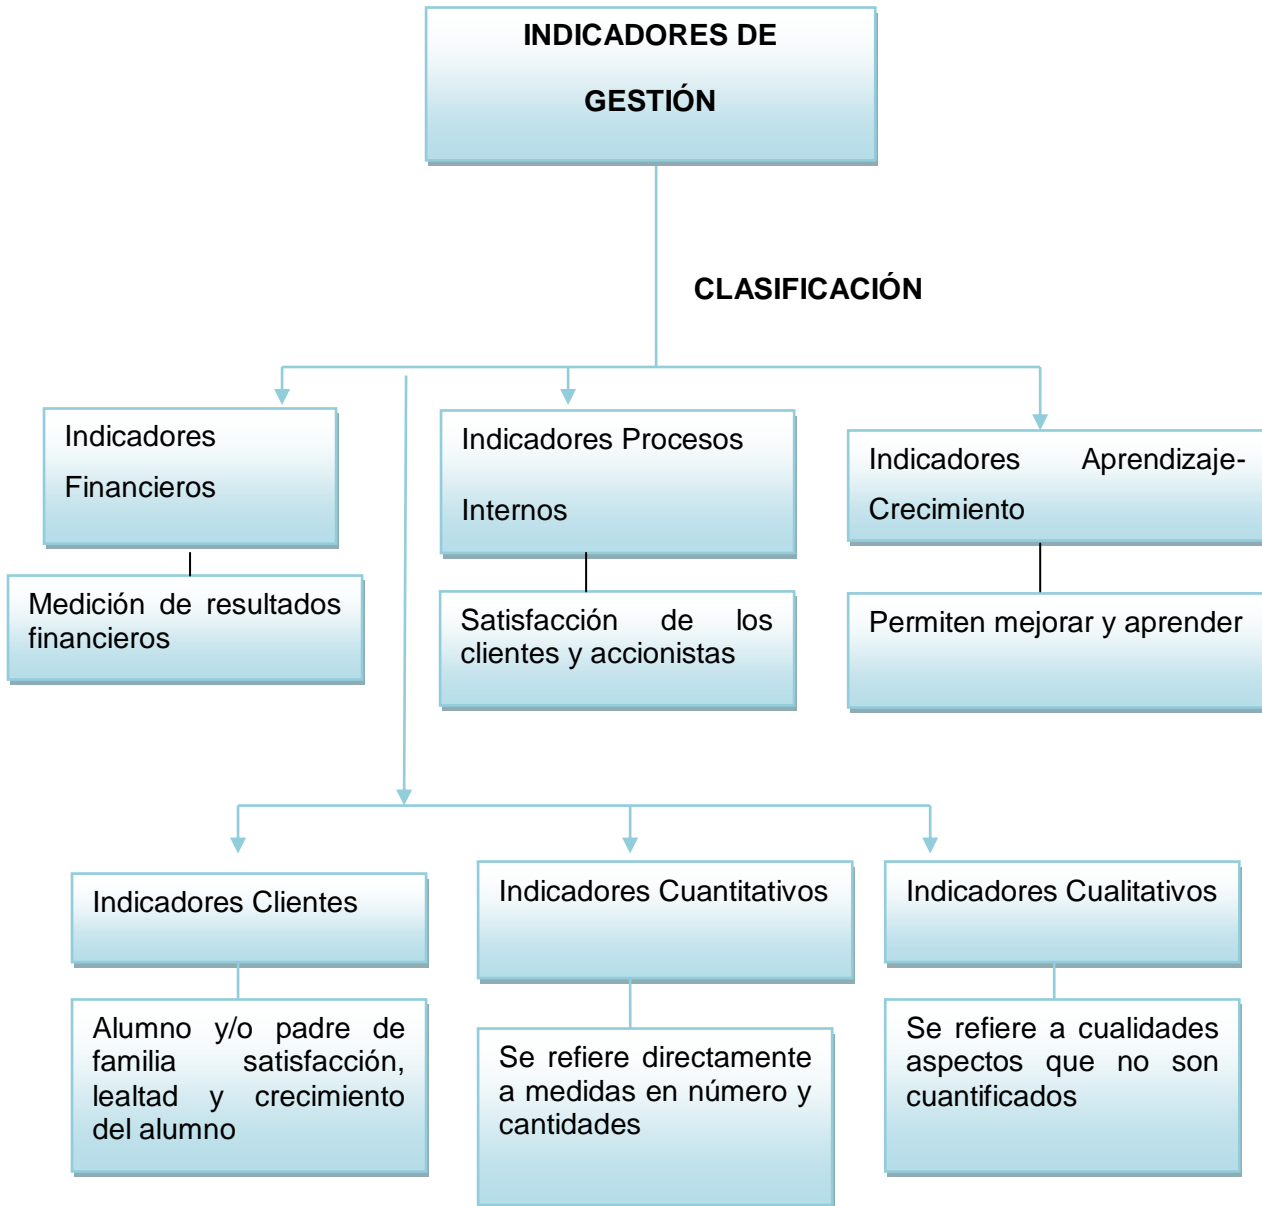 INDICADORES DE
GESTIÓN
CLASIFICACIÓN
Indicadores
Financieros
Indicadores Procesos
Internos
Indicadores Aprendizaje-
Crecimiento
Medición de resultados
financieros
Satisfacción de los
clientes y accionistas
Permiten mejorar y aprender
Indicadores Clientes
Indicadores Cuantitativos
Indicadores Cualitativos
Alumno y/o padre de
familia satisfacción,
lealtad y crecimiento
del alumno
Se refiere directamente
a medidas en número y
cantidades
Se refiere a cualidades
aspectos que no son
cuantificados